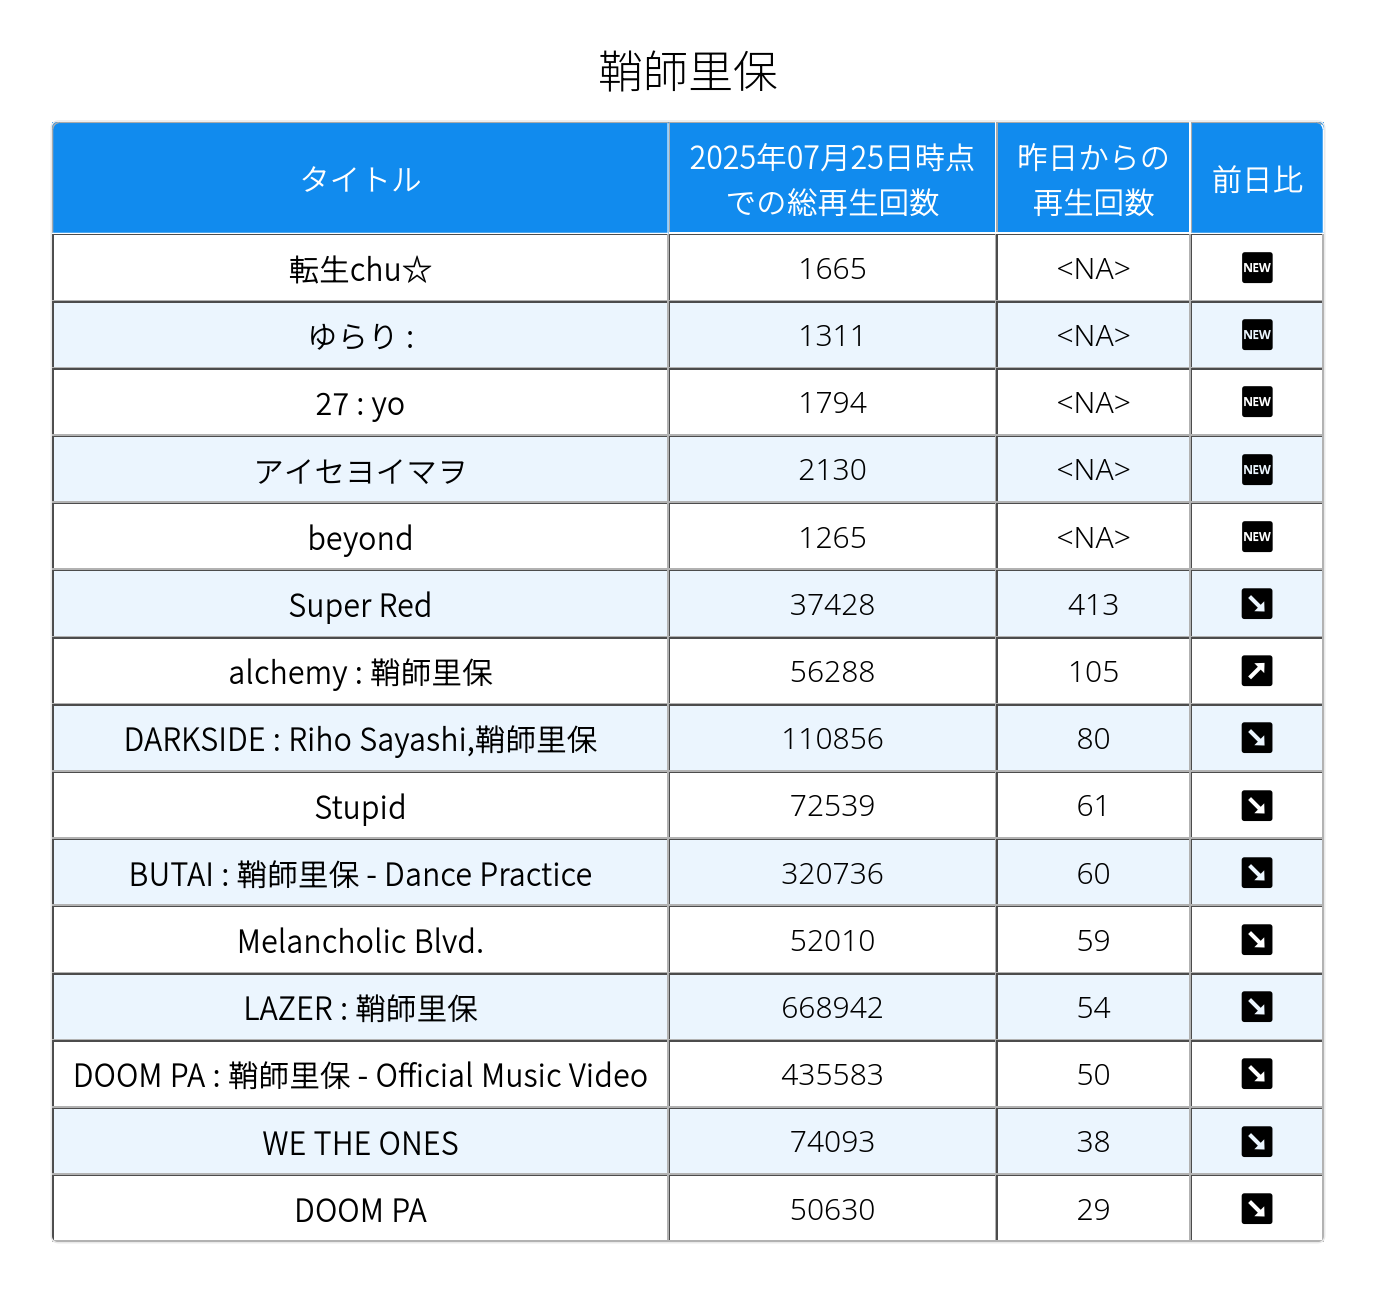 鞘師里保
タイトル 2025年07月25日時点での総再生回数 昨日からの再生回数 前日比
転生chu☆ 1665 <NA> NEW
ゆらり : 1311 <NA> NEW
27 : yo 1794 <NA> NEW
アイセヨイマヲ 2130 <NA> NEW
beyond 1265 <NA> NEW
Super Red 37428 413 ↘
alchemy : 鞘師里保 56288 105 ↗
DARKSIDE : Riho Sayashi,鞘師里保 110856 80 ↘
Stupid 72539 61 ↘
BUTAI : 鞘師里保 - Dance Practice 320736 60 ↘
Melancholic Blvd. 52010 59 ↘
LAZER : 鞘師里保 668942 54 ↘
DOOM PA : 鞘師里保 - Official Music Video 435583 50 ↘
WE THE ONES 74093 38 ↘
DOOM PA 50630 29 ↘